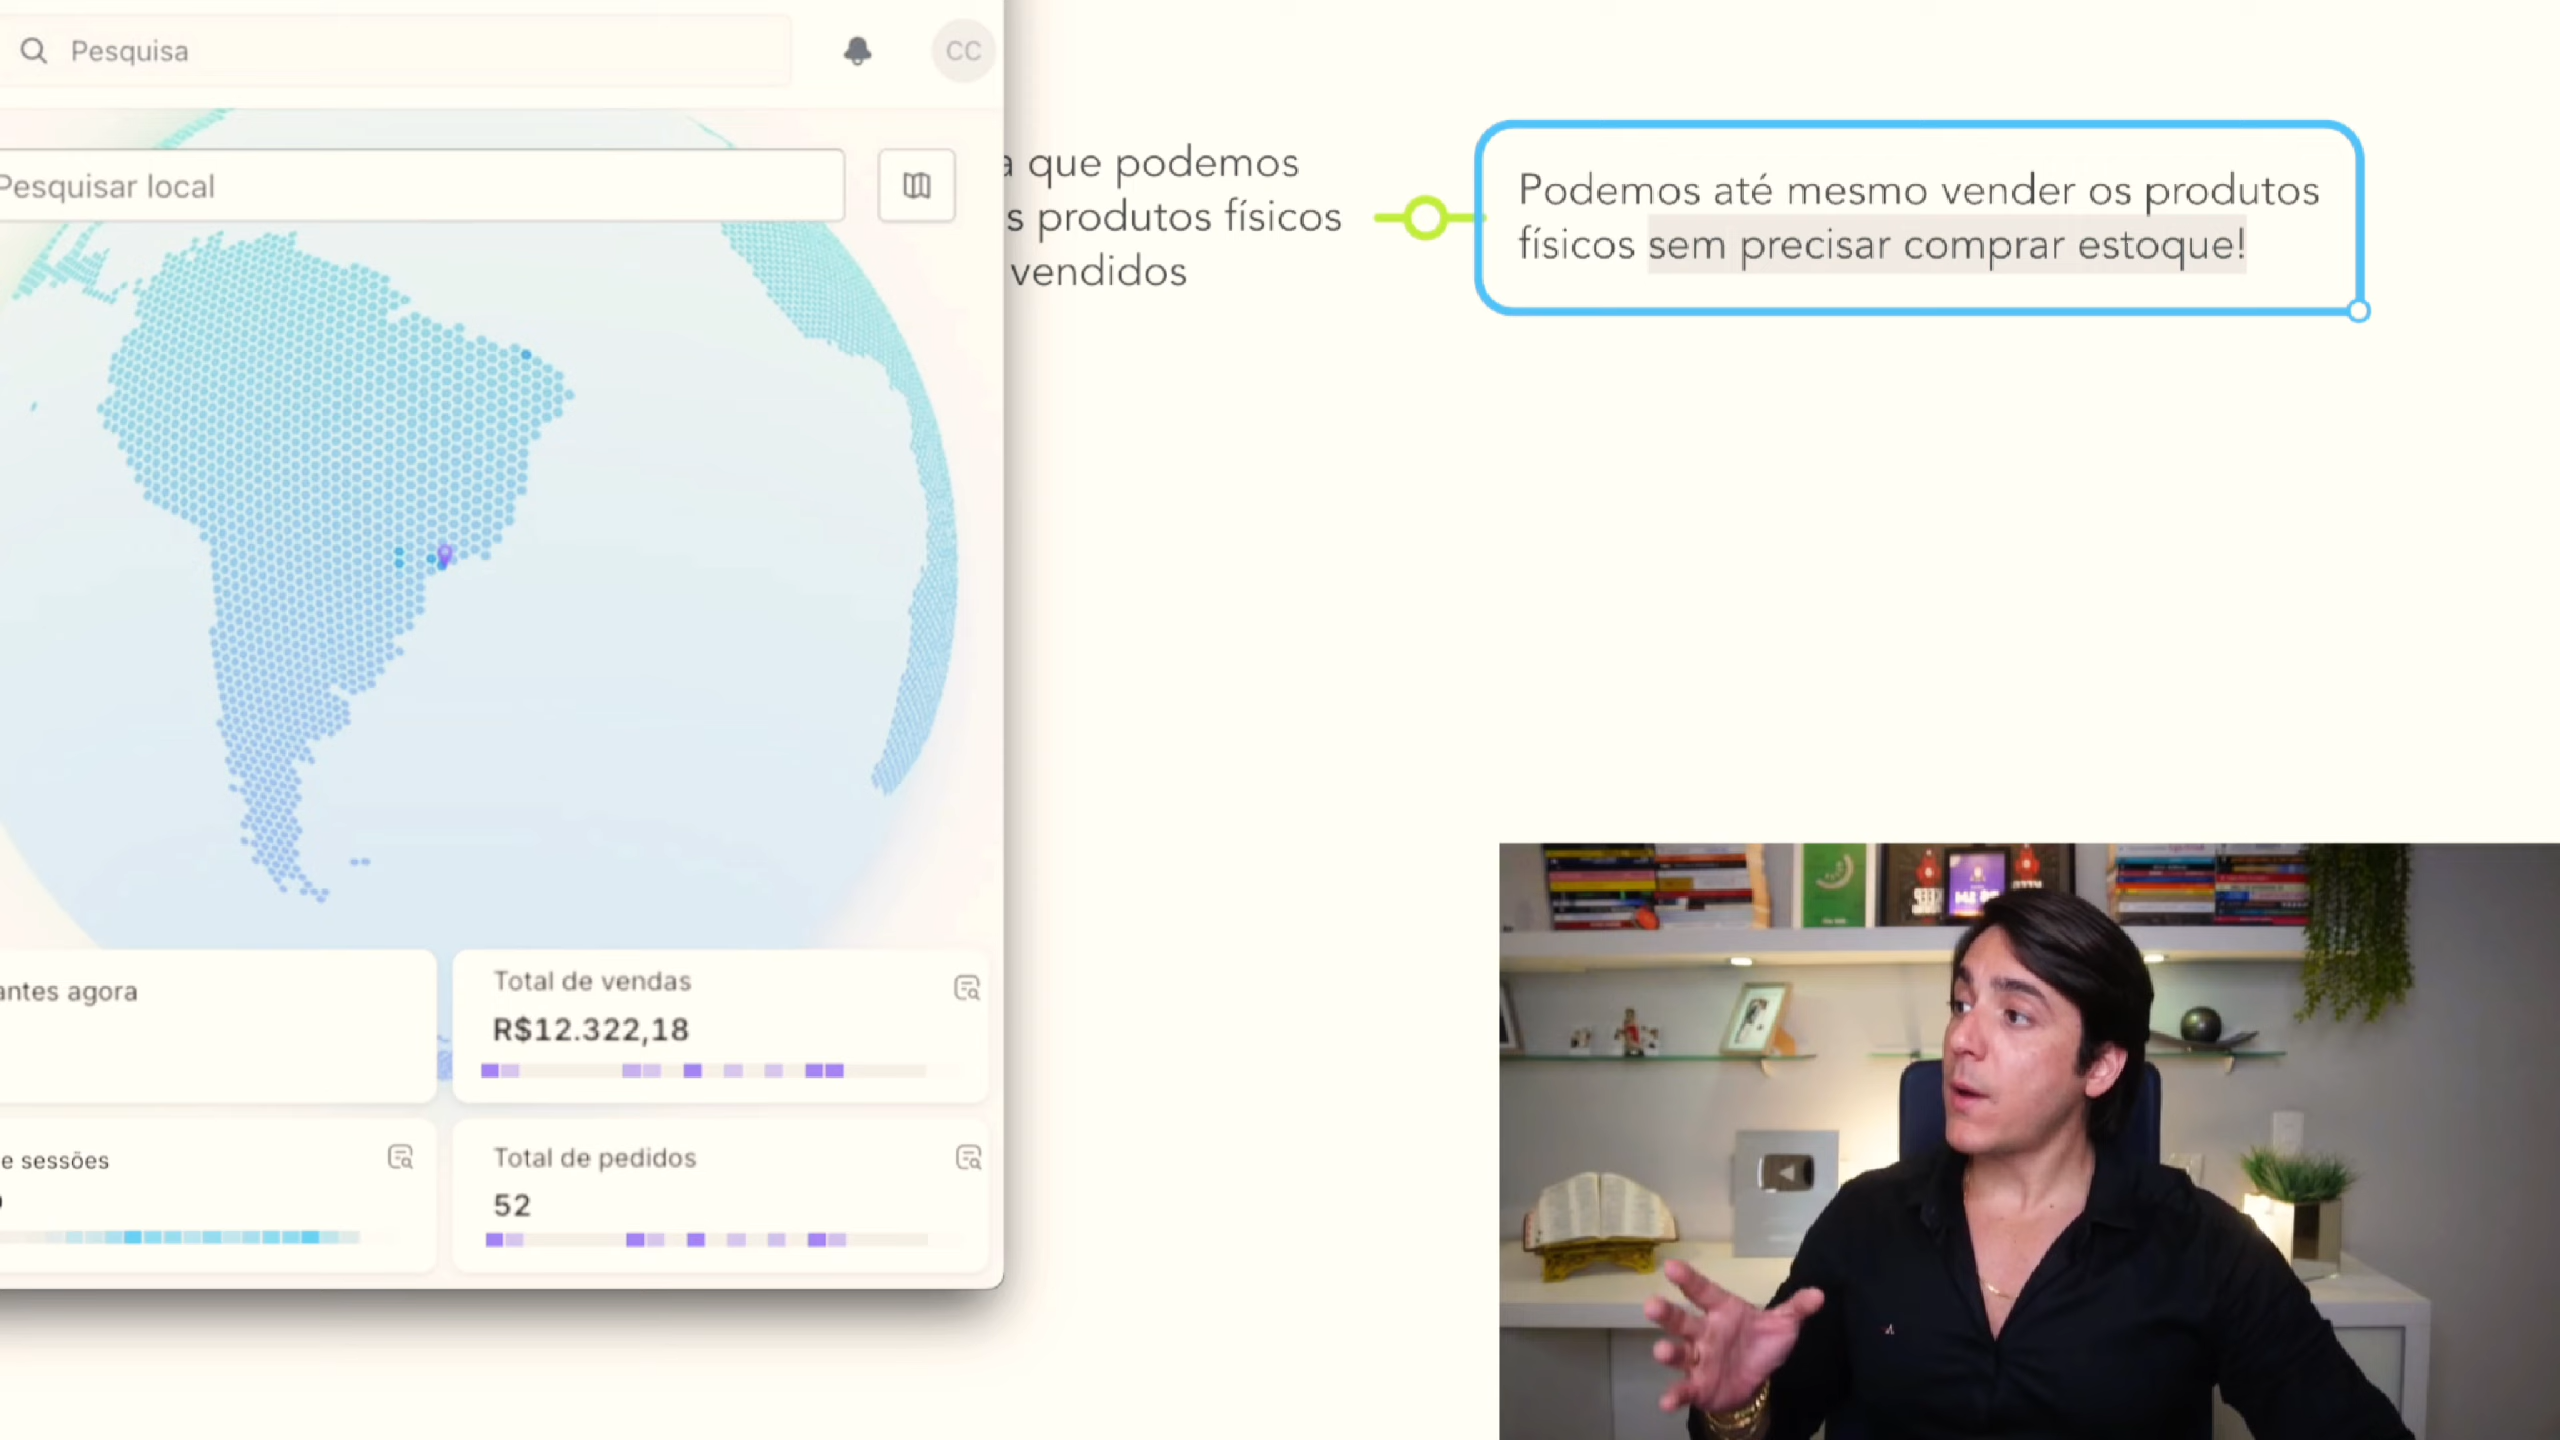 Pesquisa
CC
Pesquisar local
a que podemos
s produtos físicos
vendidos
Podemos até mesmo vender os produtos
físicos sem precisar comprar estoque!
antes agora
Total de vendas
R$12.322,18
e sessões
Total de pedidos
52